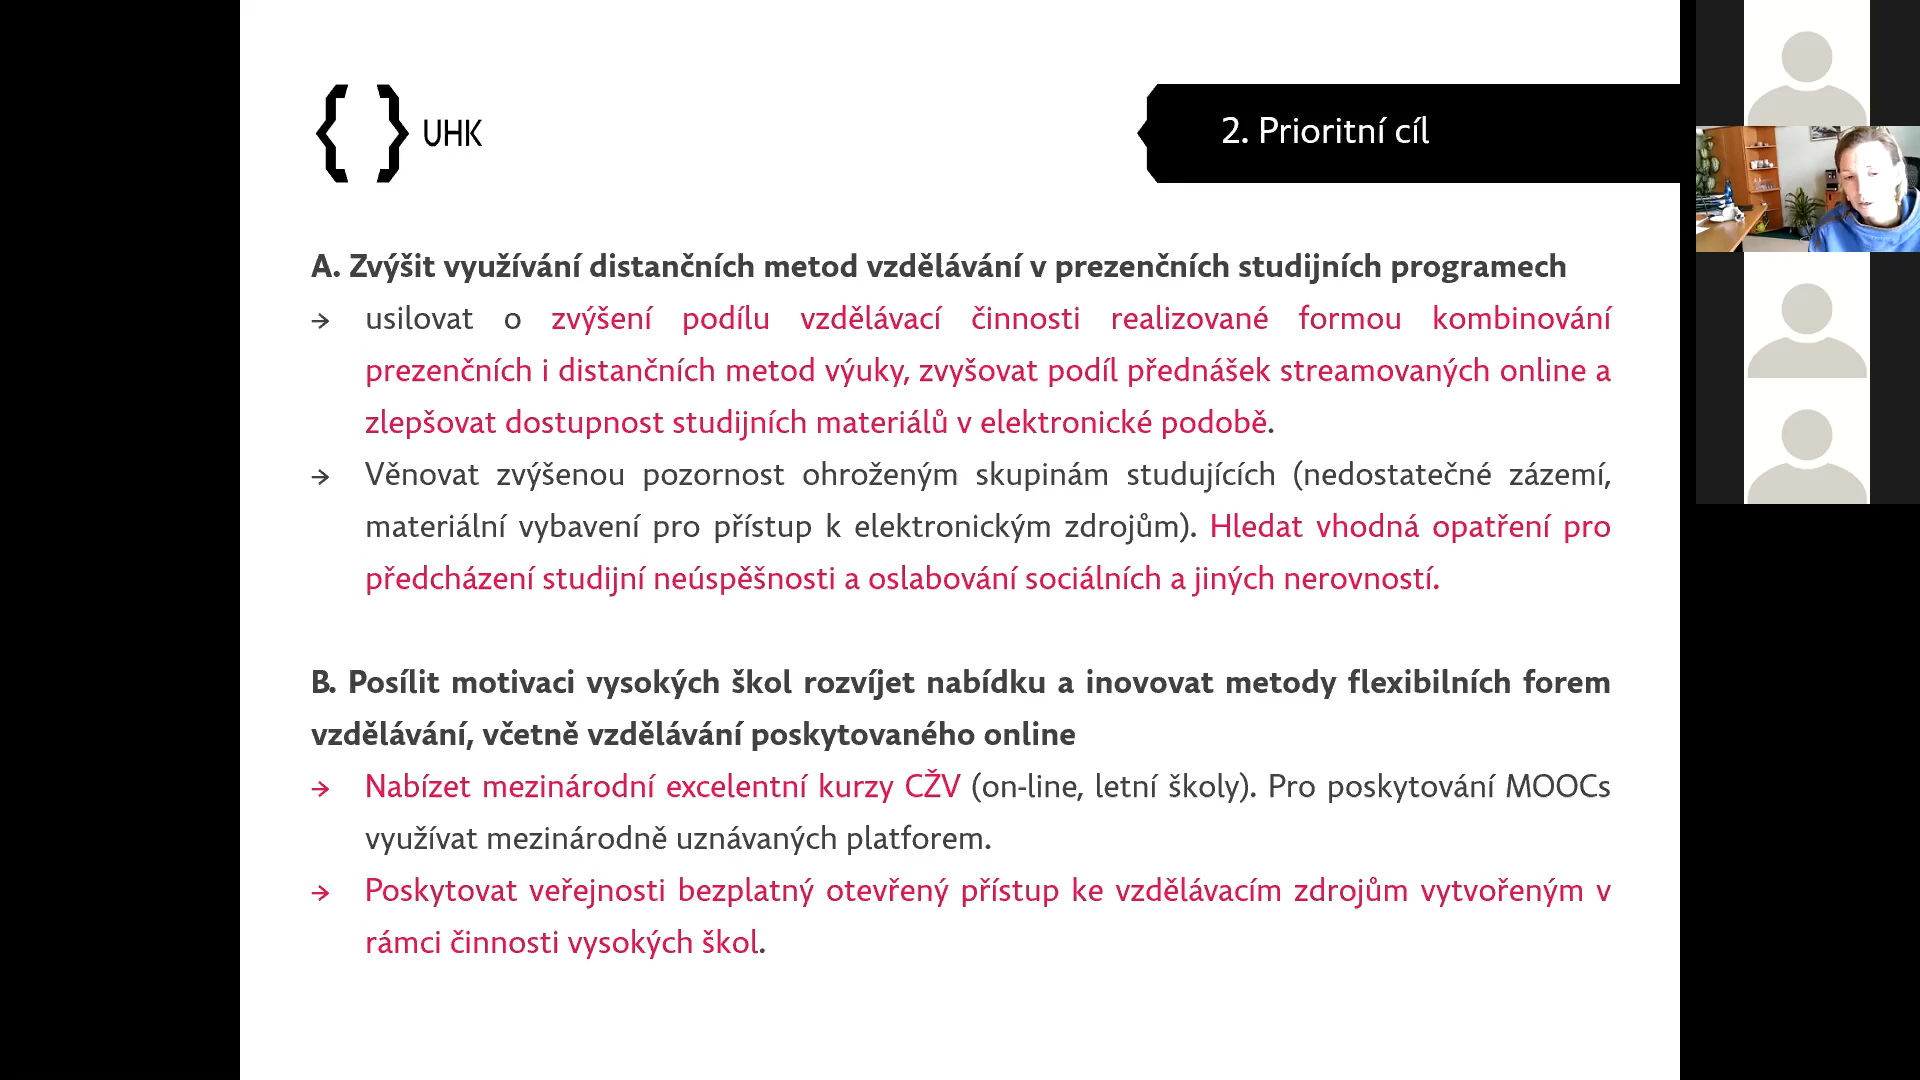 UHK
2. Prioritní cíl
A. Zvýšit využívání distančních metod vzdělávání v prezenčních studijních programech
→ usilovat o zvýšení podílu vzdělávací činnosti realizované formou kombinování
prezenčních i distančních metod výuky, zvyšovat podíl přednášek streamovaných online a
zlepšovat dostupnost studijních materiálů v elektronické podobě.
→ Věnovat zvýšenou pozornost ohroženým skupinám studujících (nedostatečné zázemí,
materiální vybavení pro přístup k elektronickým zdrojům). Hledat vhodná opatření pro
předcházení studijní neúspěšnosti a oslabování sociálních a jiných nerovností.
B. Posílit motivaci vysokých škol rozvíjet nabídku a inovovat metody flexibilních forem
vzdělávání, včetně vzdělávání poskytovaného online
→ Nabízet mezinárodní excelentní kurzy CŽV (on-line, letní školy). Pro poskytování MOOCs
využívat mezinárodně uznávaných platforem.
→ Poskytovat veřejnosti bezplatný otevřený přístup ke vzdělávacím zdrojům vytvořeným v
rámci činnosti vysokých škol.